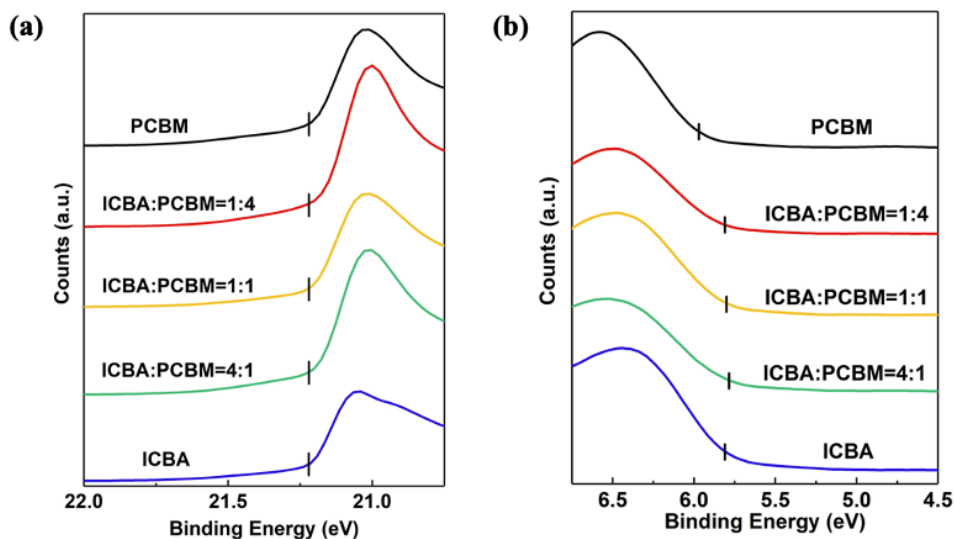 (a)
PCBM
ICBA:PCBM=1:4
ICBA:PCBM=1:1
ICBA:PCBM=4:1
ICBA
Counts (a.u.)
22.0 21.5 21.0
Binding Energy (eV)
(b)
PCBM
ICBA:PCBM=1:4
ICBA:PCBM=1:1
ICBA:PCBM=4:1
ICBA
Counts (a.u.)
6.5 6.0 5.5 5.0 4.5
Binding Energy (eV)